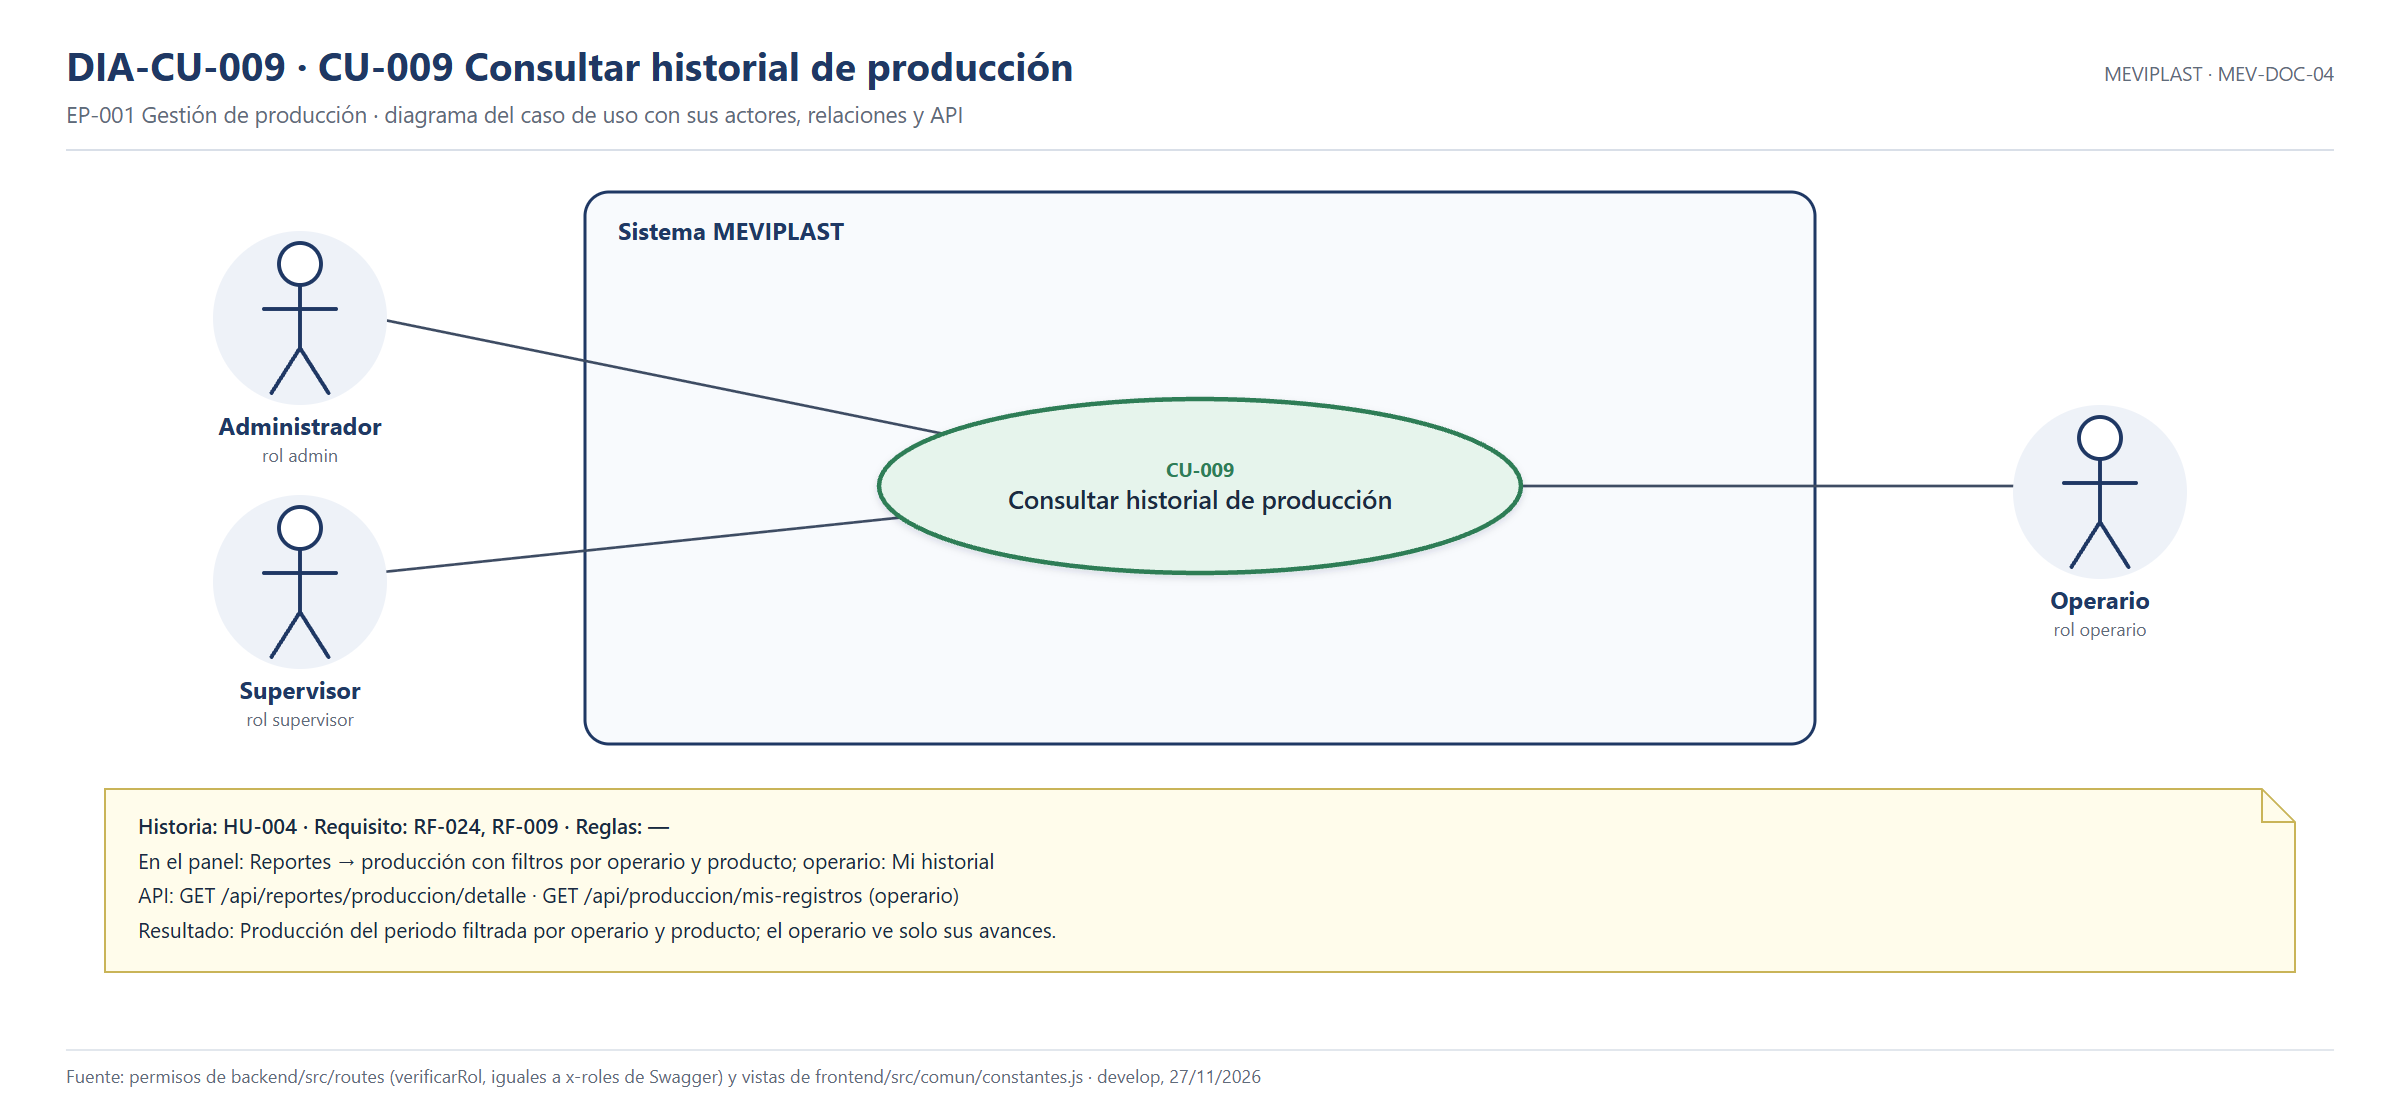 DIA-CU-009 · CU-009 Consultar historial de producción
MEVIPLAST · MEV-DOC-04
EP-001 Gestión de producción · diagrama del caso de uso con sus actores, relaciones y API
Sistema MEVIPLAST
Administrador
rol admin
CU-009
Consultar historial de producción
Operario
rol operario
Supervisor
rol supervisor
Historia: HU-004 · Requisito: RF-024, RF-009 · Reglas: —
En el panel: Reportes → producción con filtros por operario y producto; operario: Mi historial
API: GET /api/reportes/produccion/detalle · GET /api/produccion/mis-registros (operario)
Resultado: Producción del periodo filtrada por operario y producto; el operario ve solo sus avances.
Fuente: permisos de backend/src/routes (verificarRol, iguales a x-roles de Swagger) y vistas de frontend/src/comun/constantes.js · develop, 27/11/2026